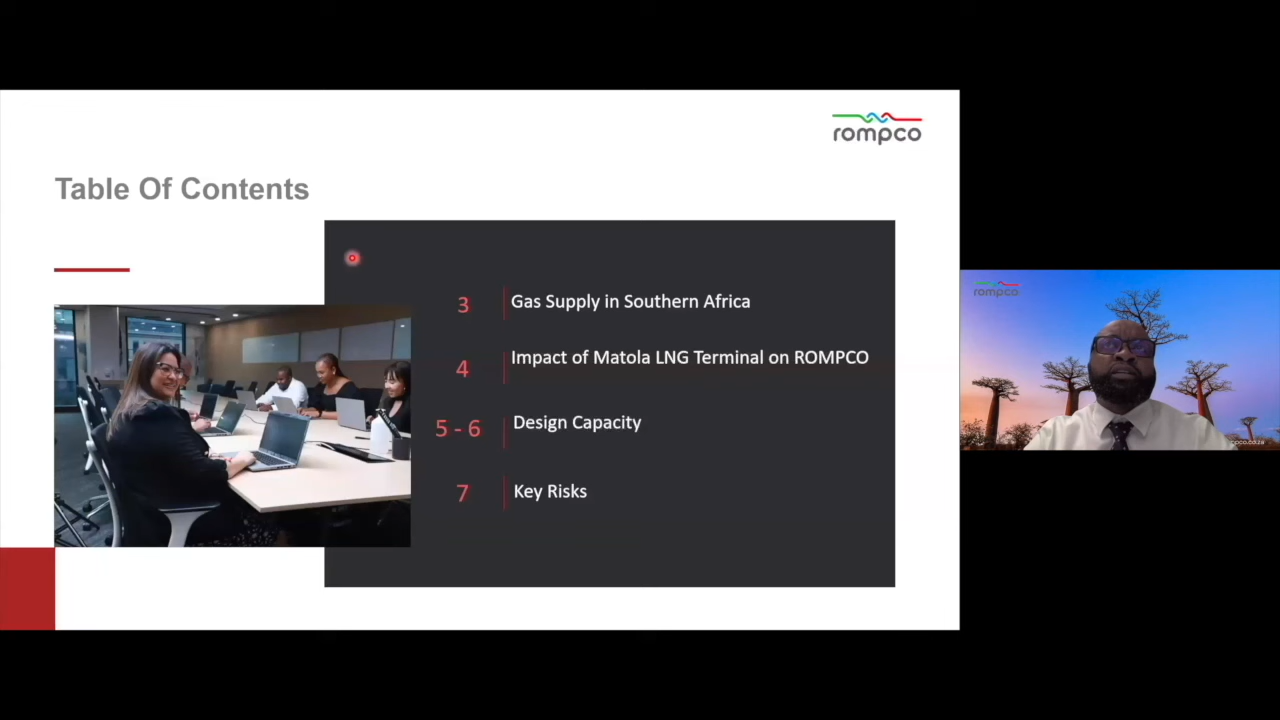 rompco
Table Of Contents
3 Gas Supply in Southern Africa
4 Impact of Matola LNG Terminal on ROMPCO
5 - 6 Design Capacity
7 Key Risks
rompco